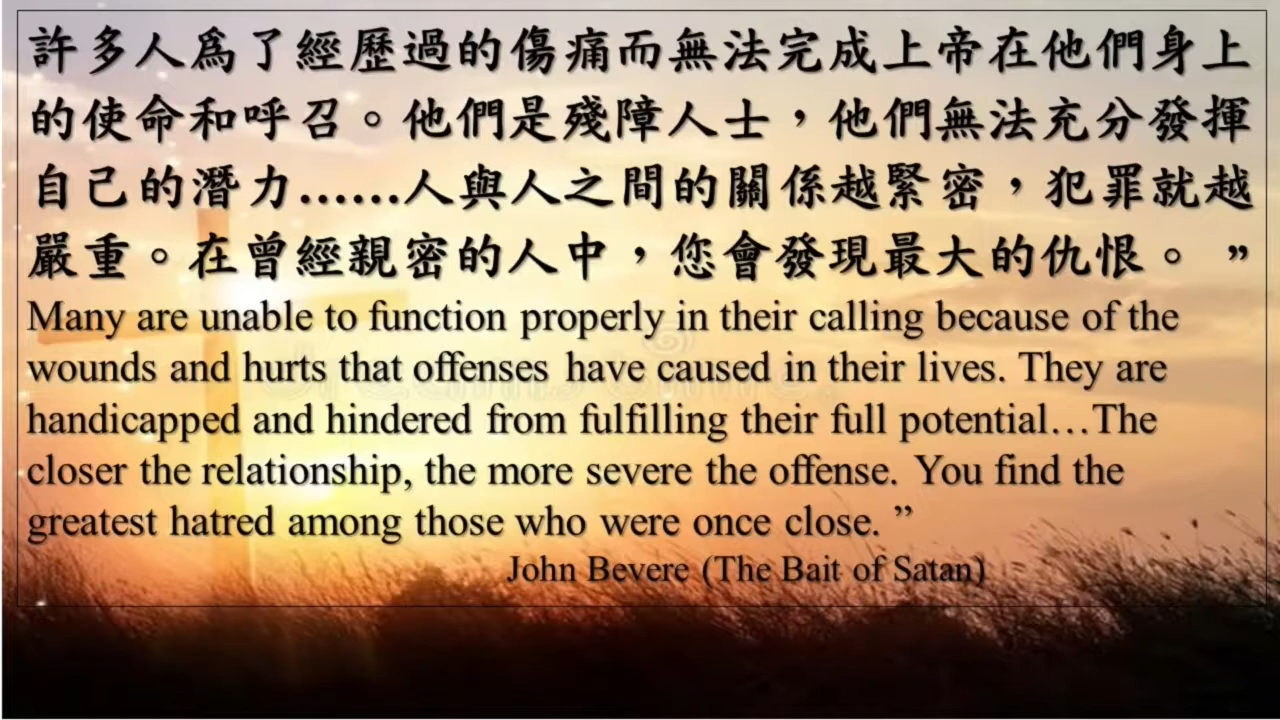 許多人爲了經歷過的傷痛而無法完成上帝在他們身上
的使命和呼召。他們是殘障人士，他們無法充分發揮
自己的潛力……人與人之間的關係越緊密，犯罪就越
嚴重。在曾經親密的人中，您會發現最大的仇恨。 ”
Many are unable to function properly in their calling because of the
wounds and hurts that offenses have caused in their lives. They are
handicapped and hindered from fulfilling their full potential…The
closer the relationship, the more severe the offense. You find the
greatest hatred among those who were once close. ”
John Bevere (The Bait of Satan)